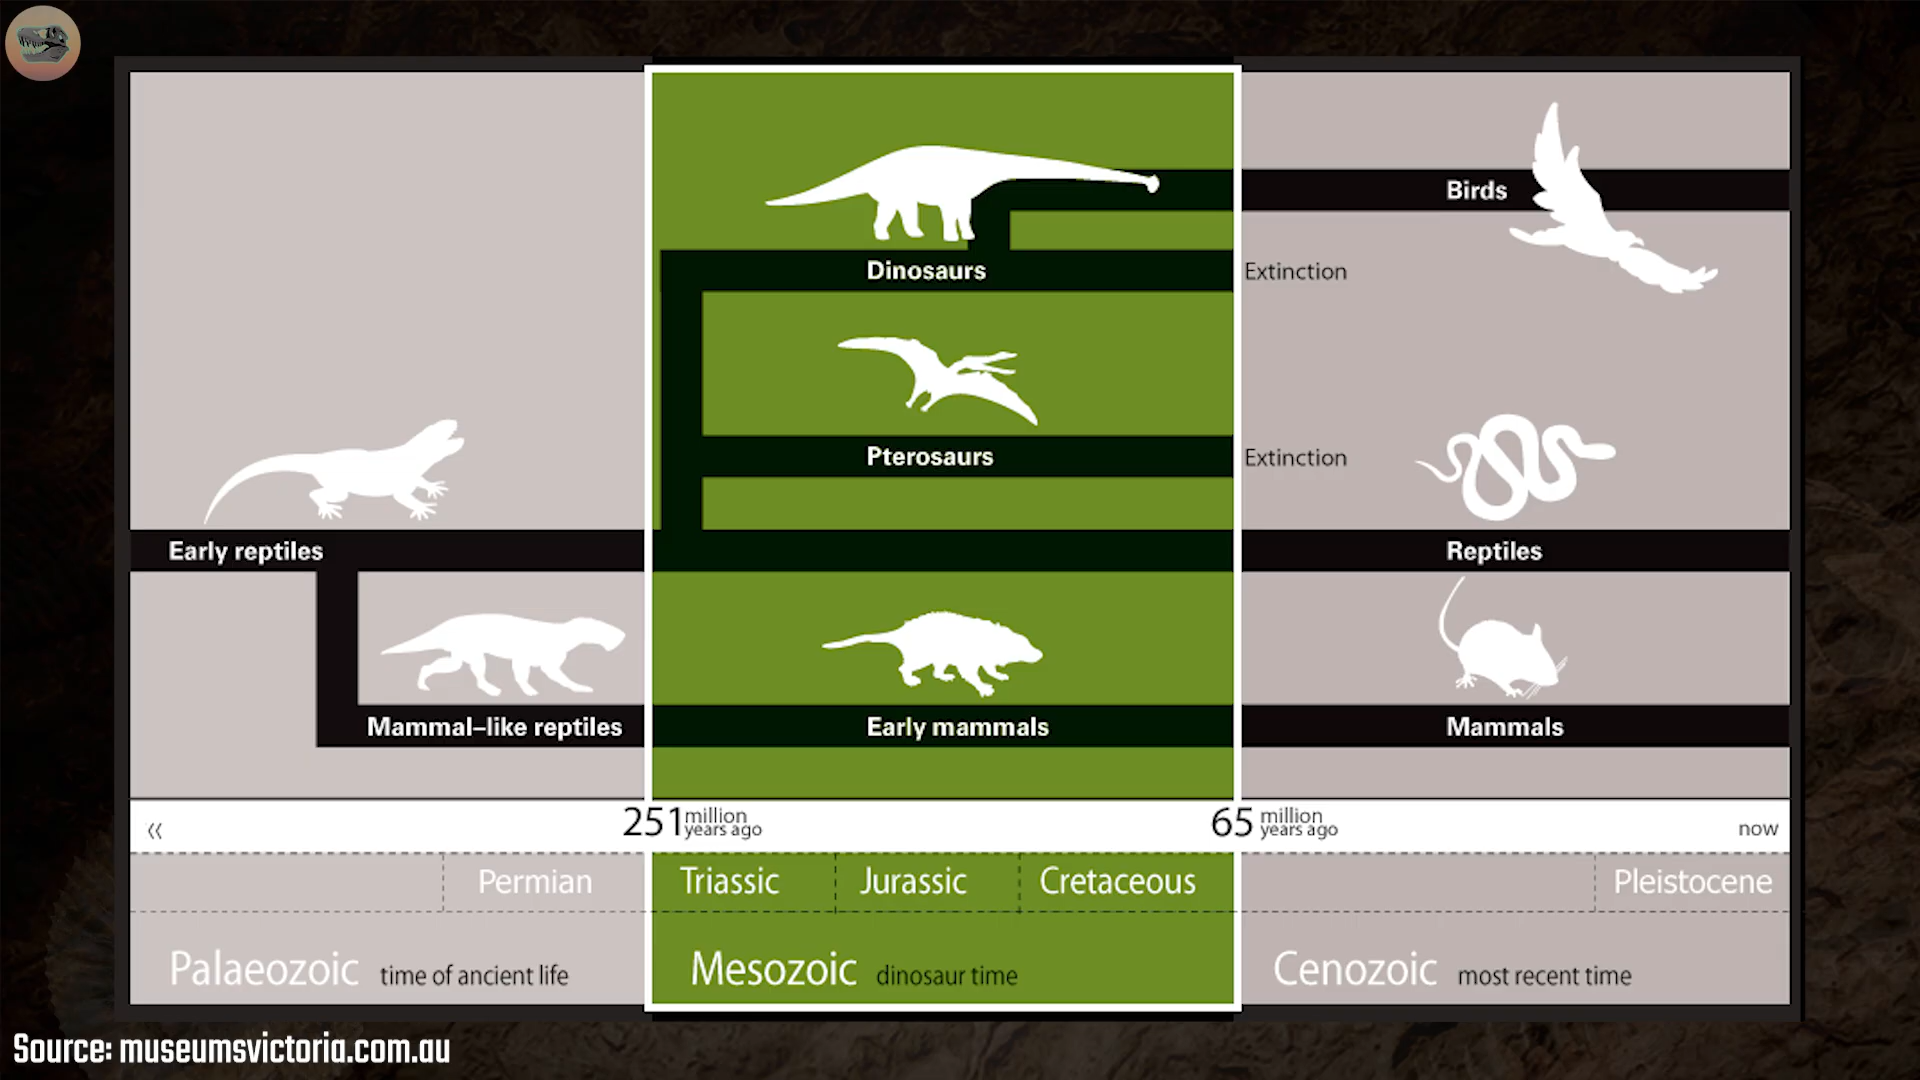 Birds
Dinosaurs
Extinction
Pterosaurs
Extinction
Early reptiles
Reptiles
Mammal–like reptiles
Early mammals
Mammals
«
251 million years ago
65 million years ago
now
Permian
Triassic
Jurassic
Cretaceous
Pleistocene
Palaeozoic time of ancient life
Mesozoic dinosaur time
Cenozoic most recent time
Source: museumsvictoria.com.au